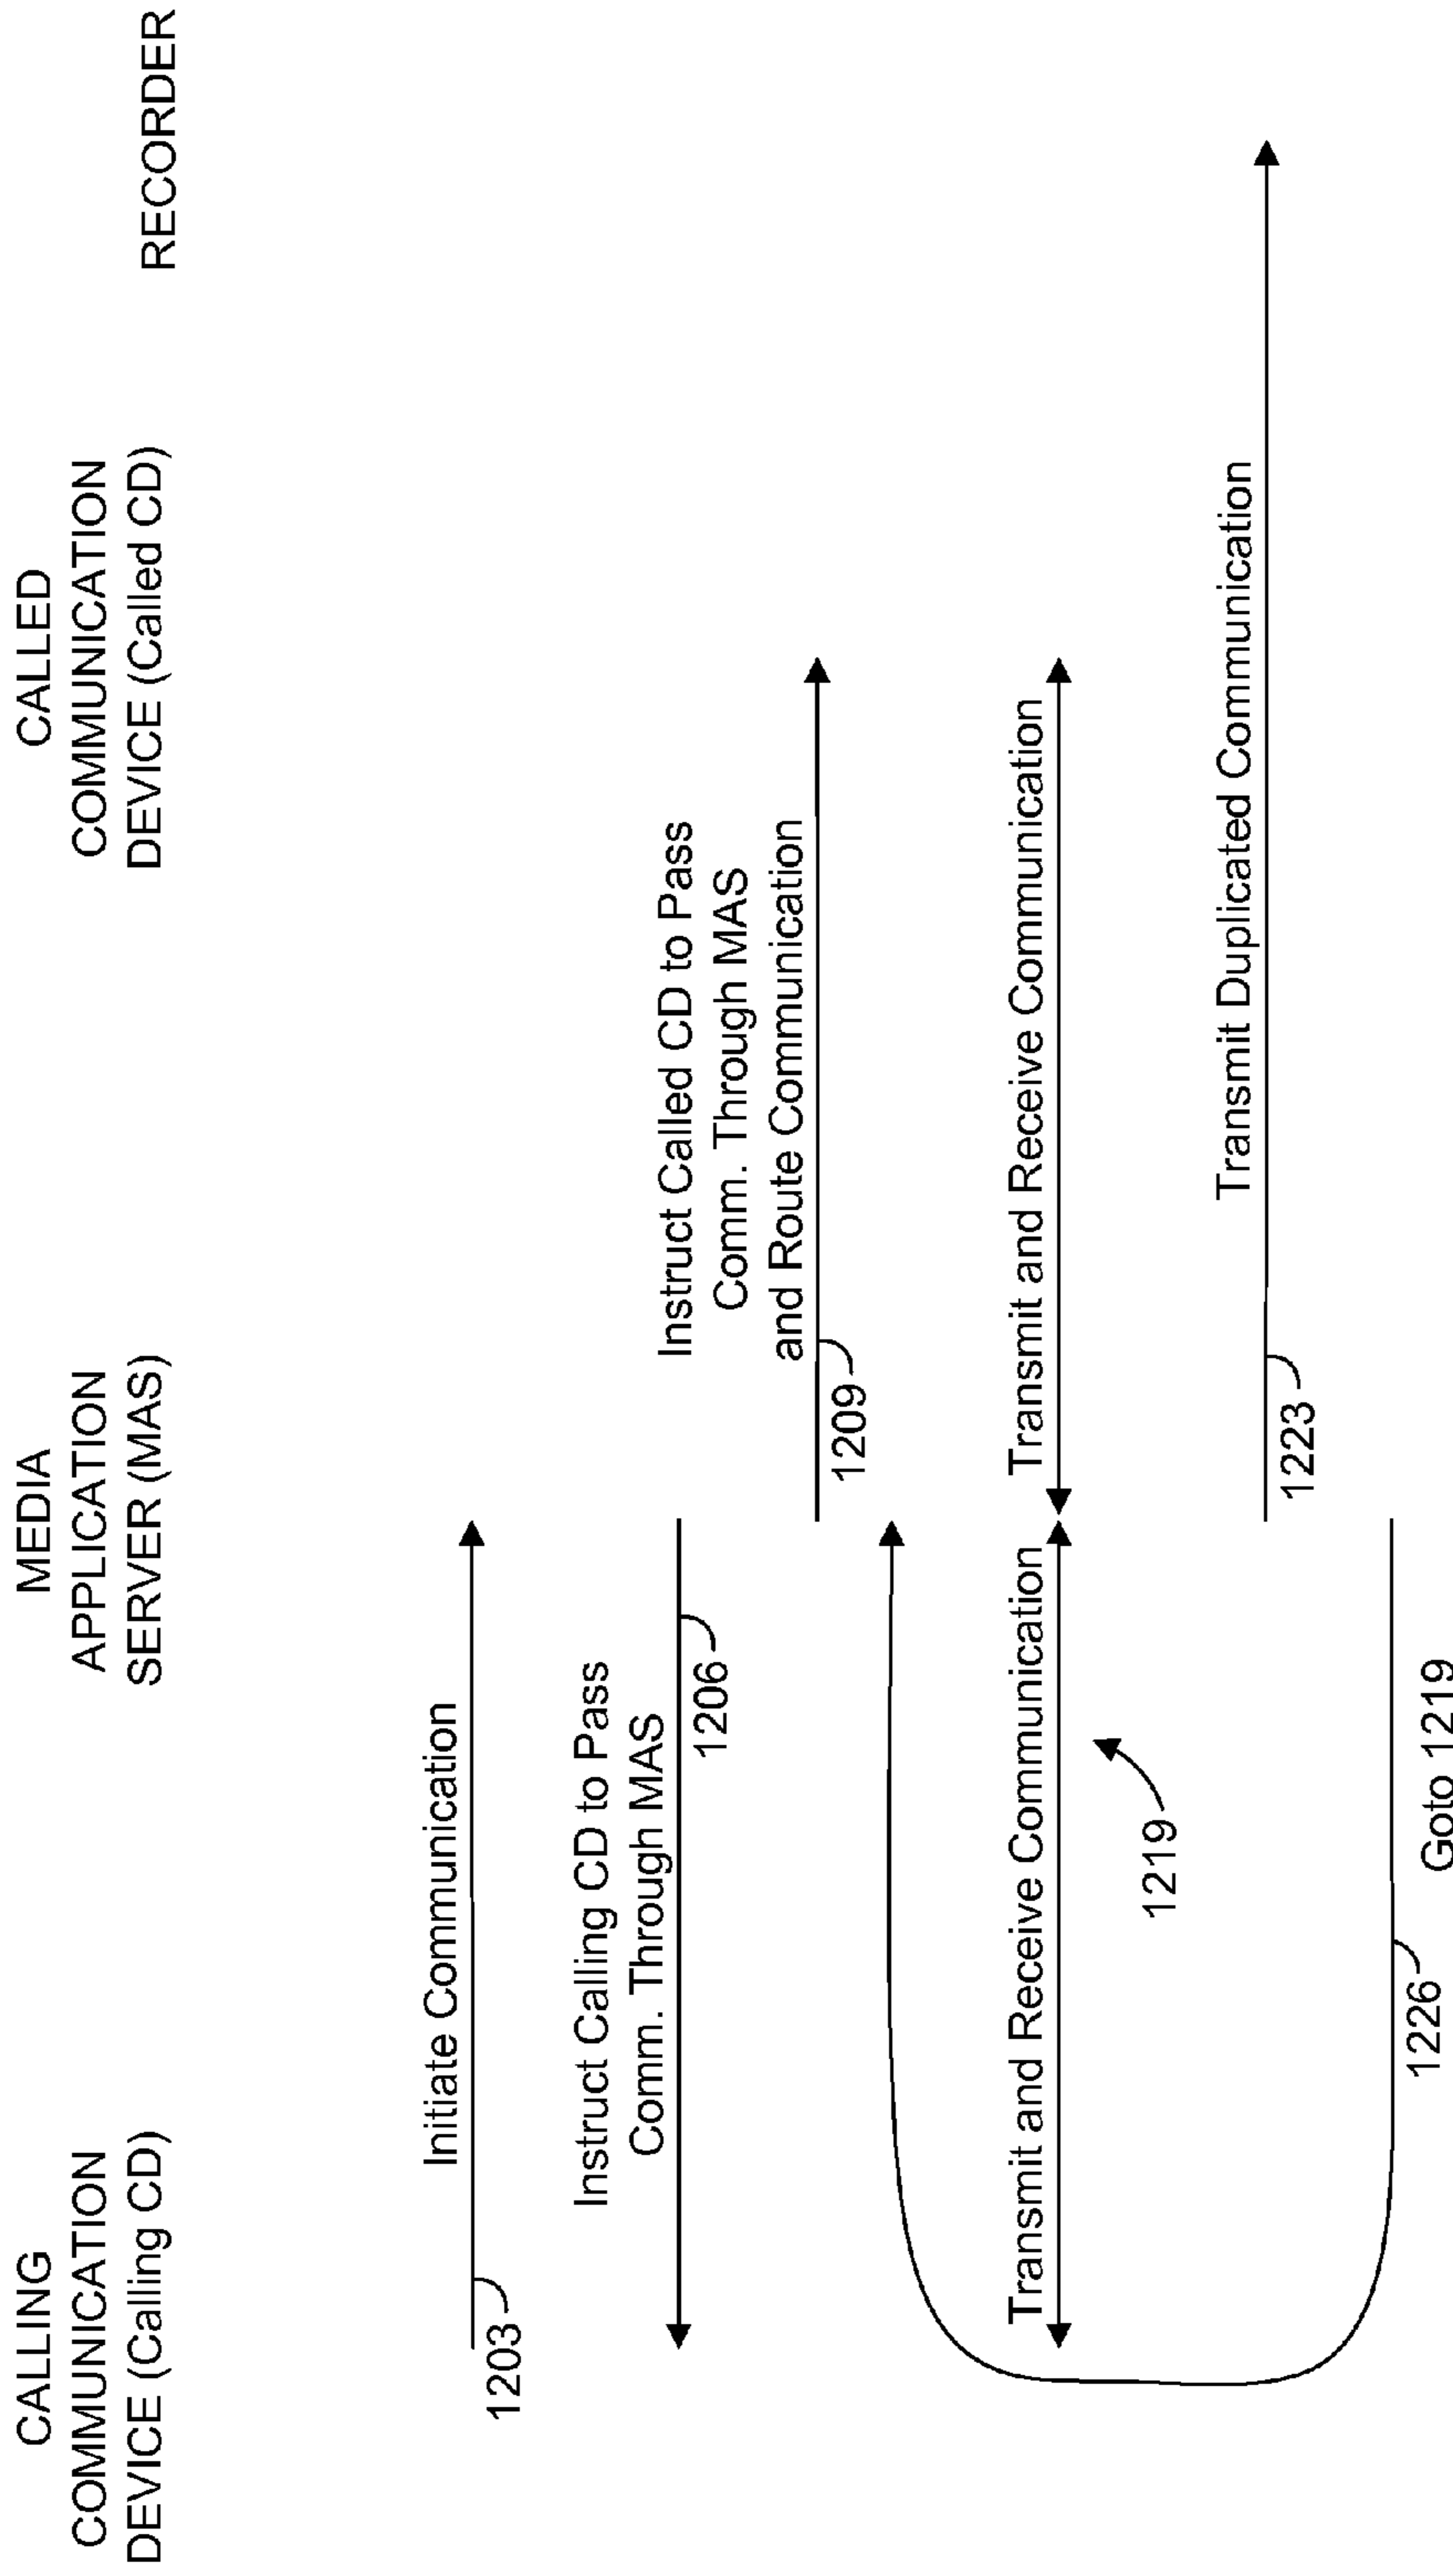 CALLING
COMMUNICATION
DEVICE (Calling CD)
MEDIA
APPLICATION
SERVER (MAS)
CALLED
COMMUNICATION
DEVICE (Called CD)
RECORDER
Initiate Communication
1203
Instruct Calling CD to Pass
Comm. Through MAS
1206
Instruct Called CD to Pass
Comm. Through MAS
and Route Communication
1209
Transmit and Receive Communication
Transmit and Receive Communication
1219
Transmit Duplicated Communication
1223
1226
Goto 1219